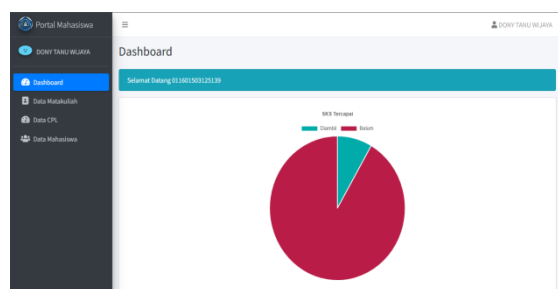 Portal Mahasiswa
DONY TANU WIJAYA
DONY TANU WIJAYA
Dashboard
Data Matakuliah
Data CPL
Data Mahasiswa
Dashboard
Selamat Datang 011601503125139
SKS Tercapai
Diambil Belum